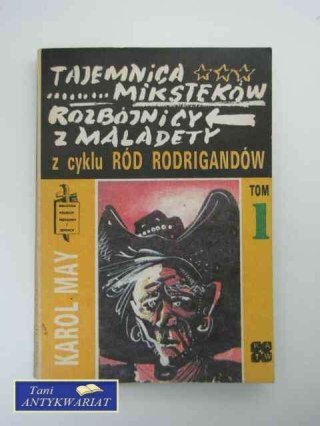 TAJEMNICA ☆☆☆
......... MIKSTEKÓW
ROZBÓJNICY
Z MALADETY
z cyklu RÓD RODRIGANDÓW
TOM
1
KAROL MAY
Tani
ANTYKWARIAT